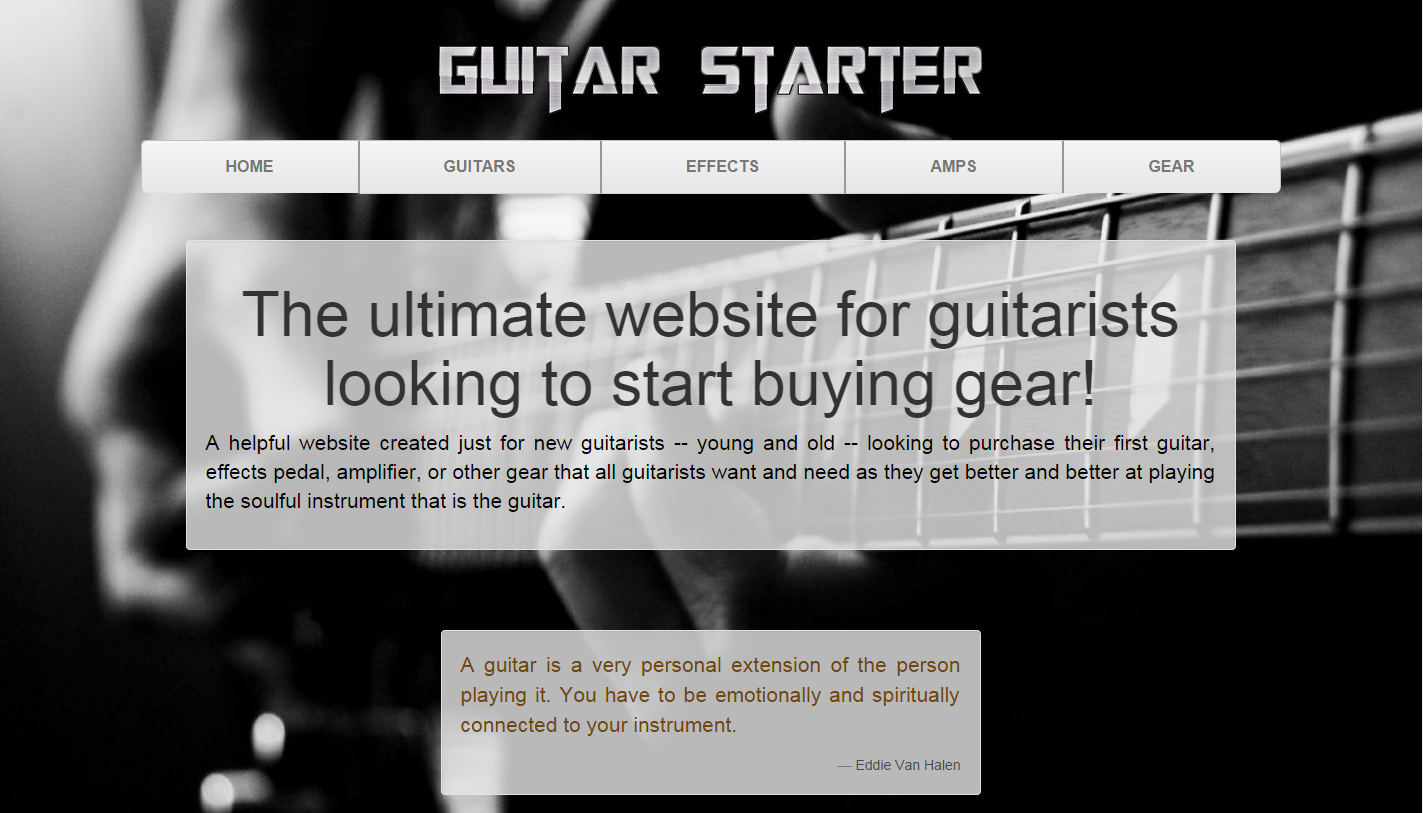 GUITAR STARTER
HOME GUITARS EFFECTS AMPS GEAR
The ultimate website for guitarists
looking to start buying gear!
A helpful website created just for new guitarists -- young and old -- looking to purchase their first guitar,
effects pedal, amplifier, or other gear that all guitarists want and need as they get better and better at playing
the soulful instrument that is the guitar.
A guitar is a very personal extension of the person
playing it. You have to be emotionally and spiritually
connected to your instrument.
— Eddie Van Halen